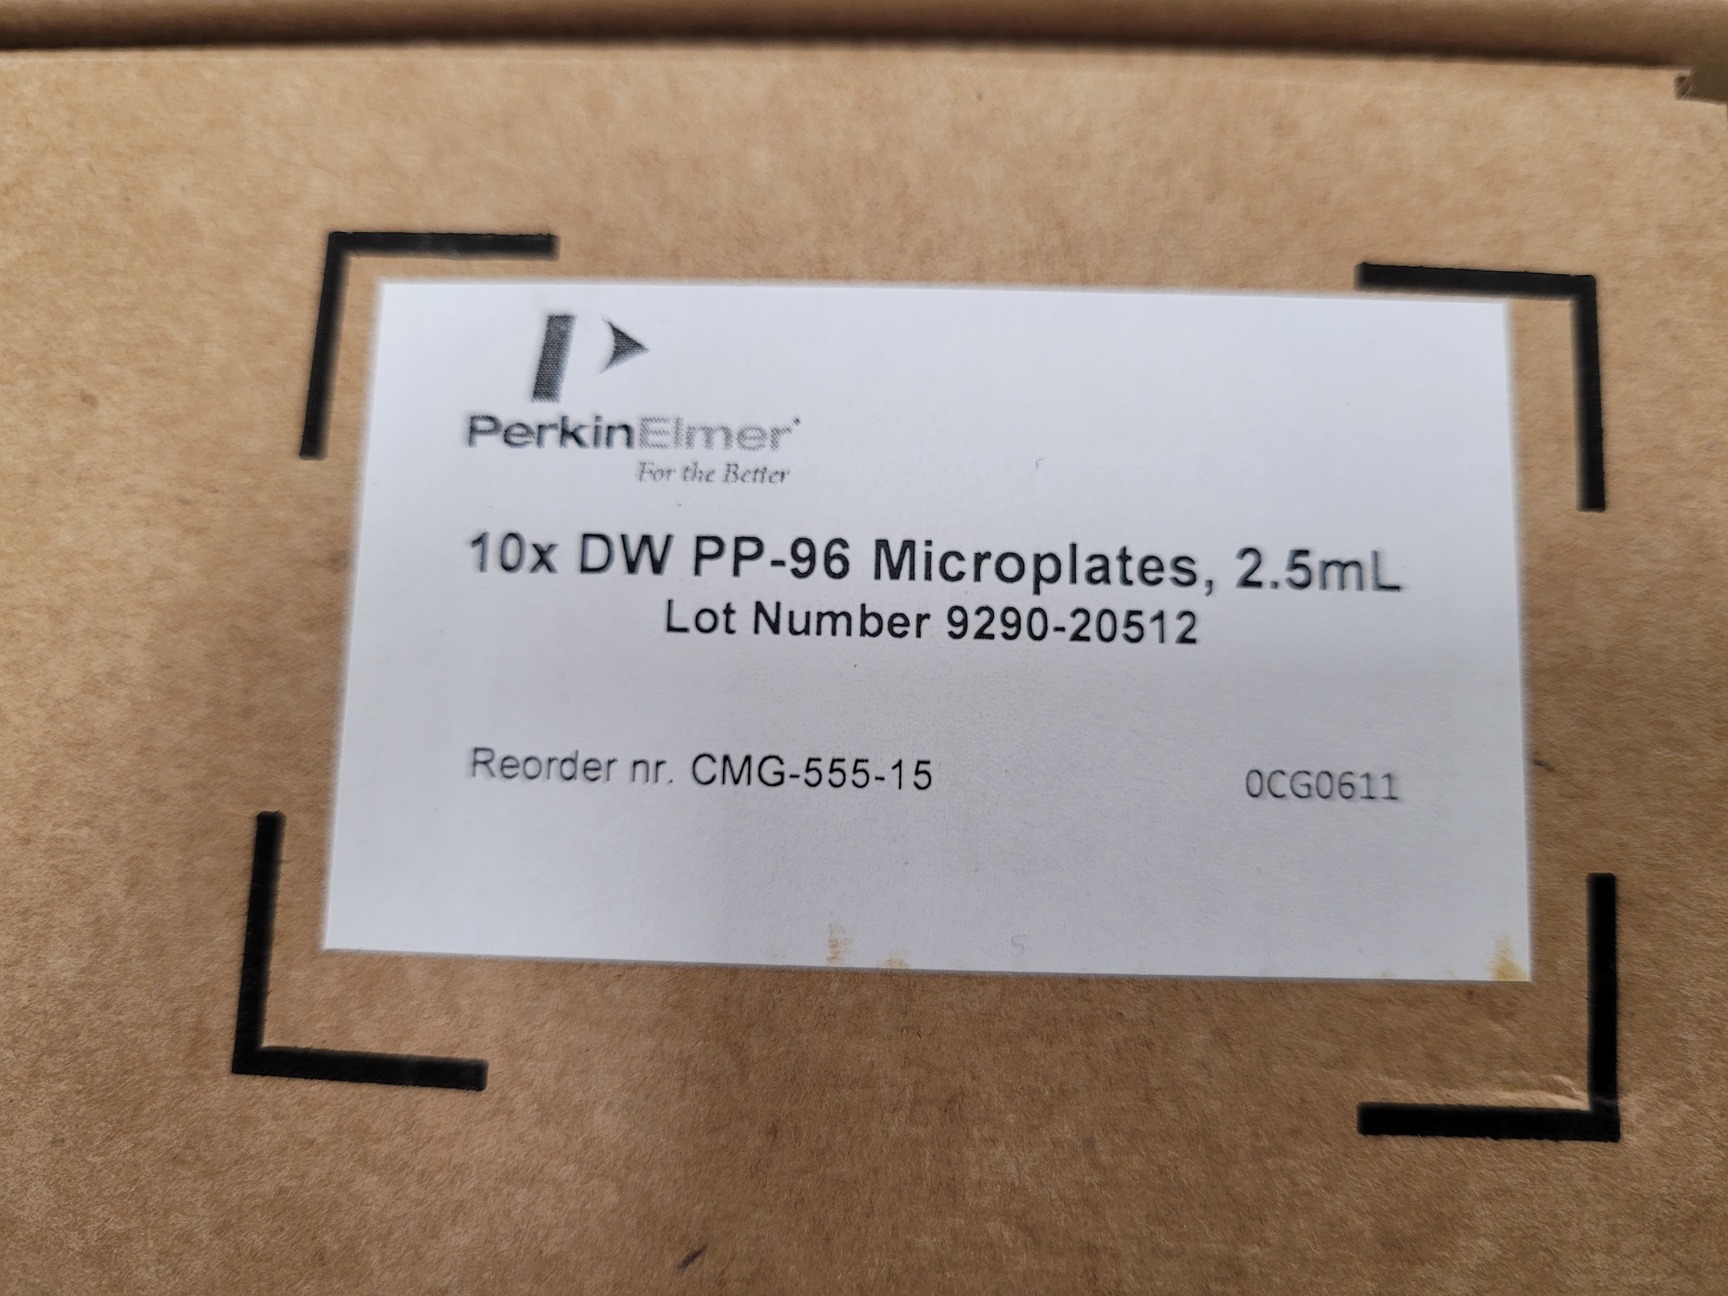 PerkinElmer
For the Better
10x DW PP-96 Microplates, 2.5mL
Lot Number 9290-20512
Reorder nr. CMG-555-15
0CG0611